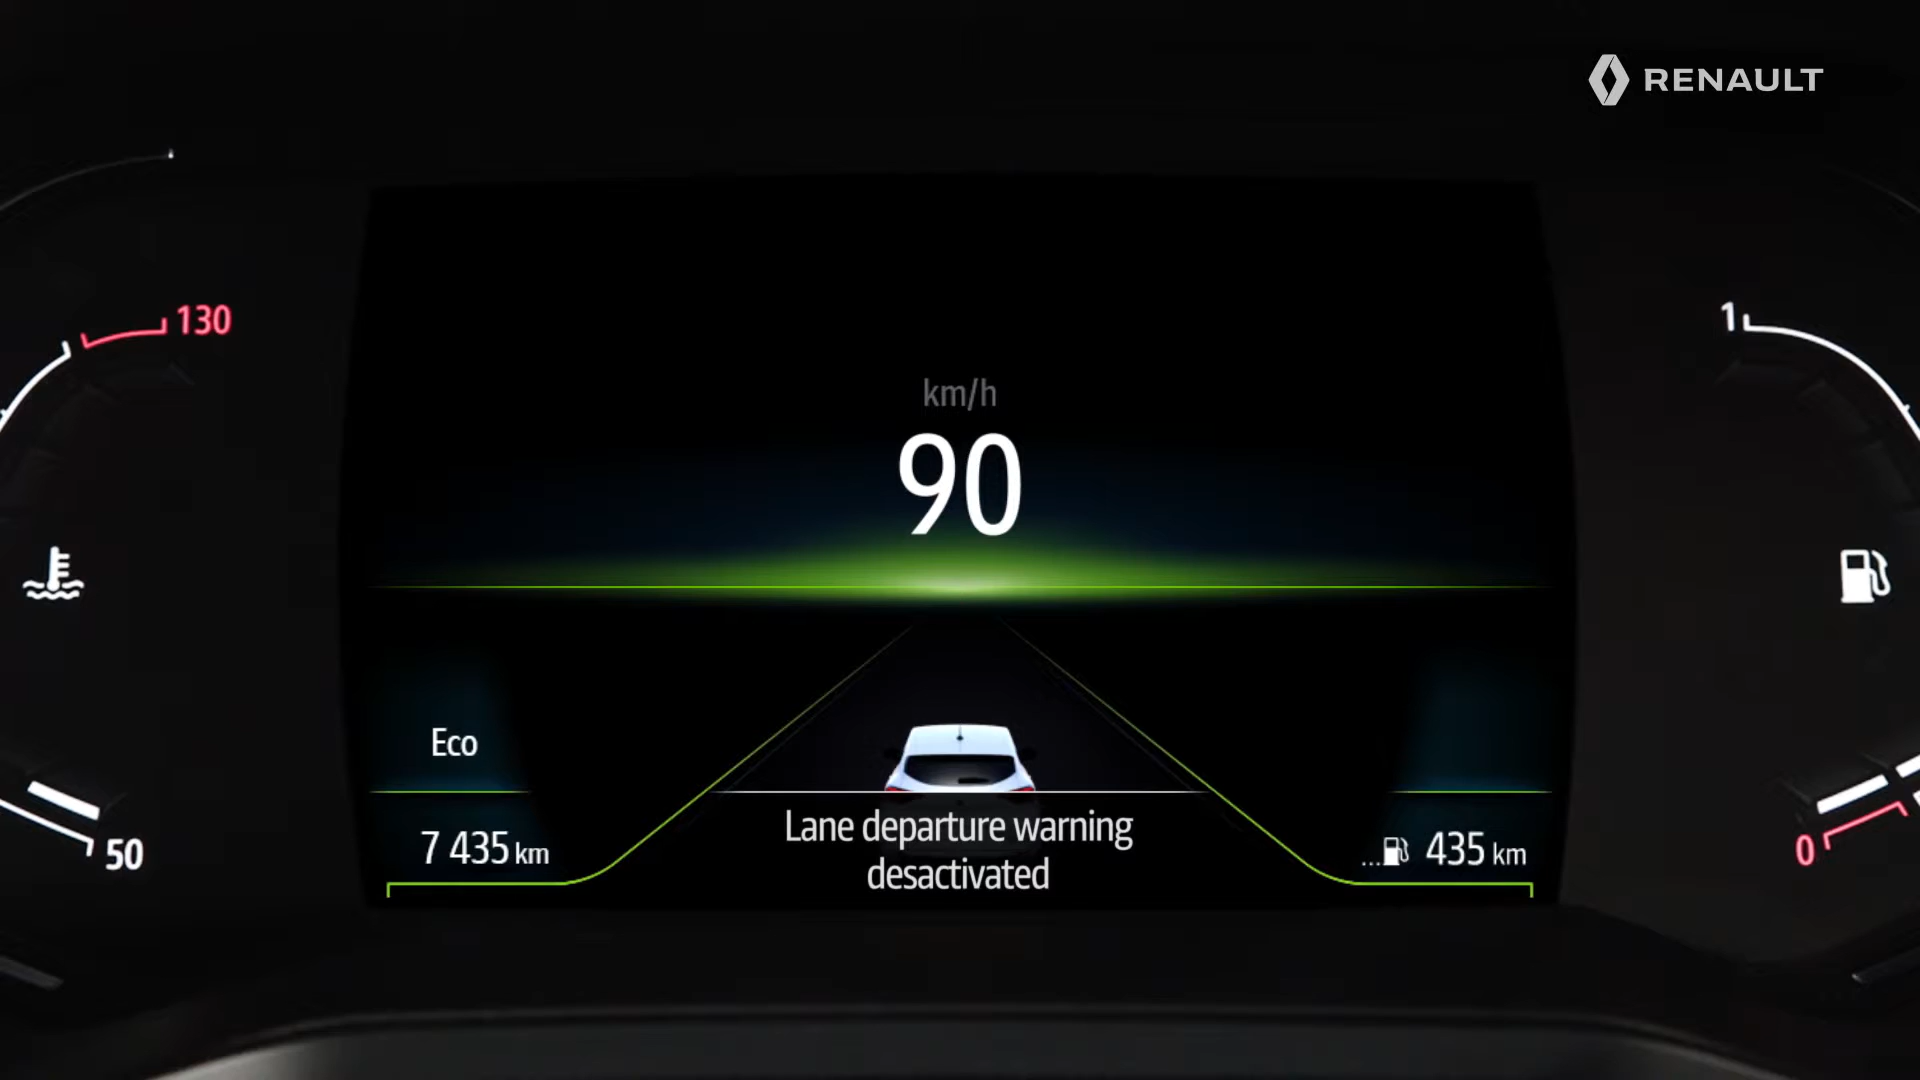 RENAULT
130
1
km/h
90
Eco
7 435 km
Lane departure warning
desactivated
... 435 km
50
0